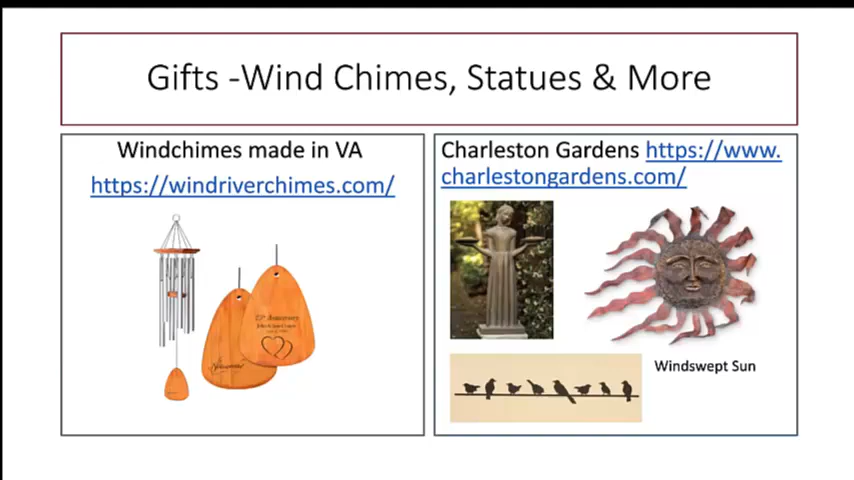 Gifts -Wind Chimes, Statues & More
Windchimes made in VA
https://windriverchimes.com/
Charleston Gardens https://www.
charlestongardens.com/
Windswept Sun